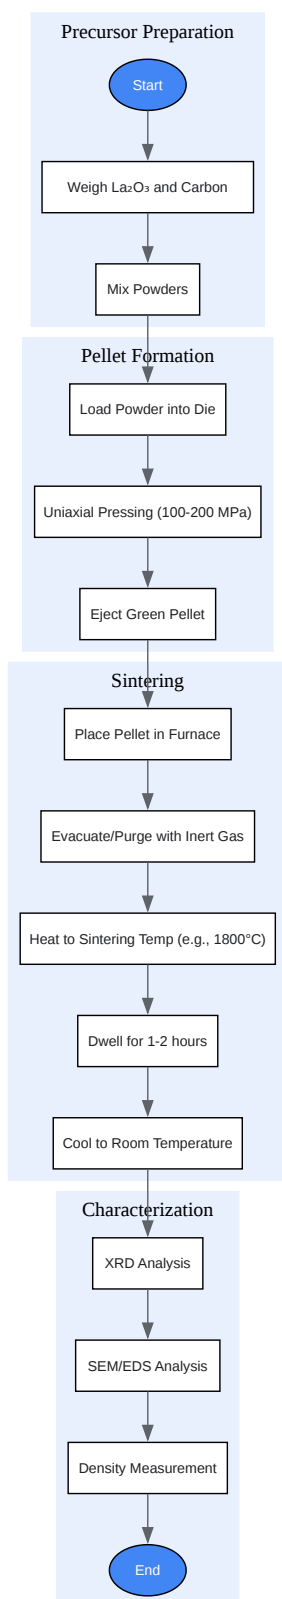 Precursor Preparation
Start
Weigh La₂O₃ and Carbon
Mix Powders
Pellet Formation
Load Powder into Die
Uniaxial Pressing (100-200 MPa)
Eject Green Pellet
Sintering
Place Pellet in Furnace
Evacuate/Purge with Inert Gas
Heat to Sintering Temp (e.g., 1800°C)
Dwell for 1-2 hours
Cool to Room Temperature
Characterization
XRD Analysis
SEM/EDS Analysis
Density Measurement
End